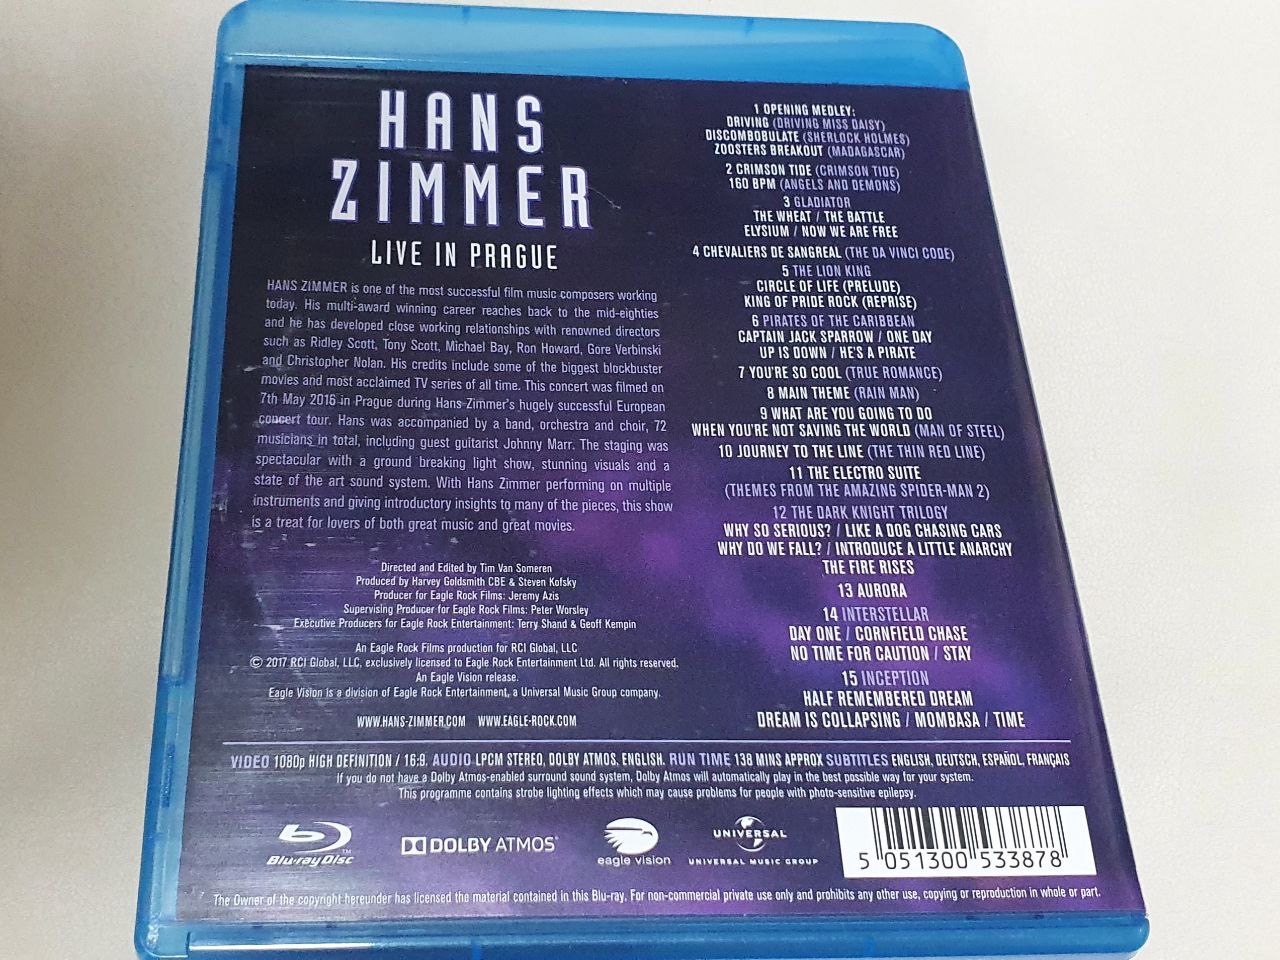 HANS
ZIMMER
LIVE IN PRAGUE
HANS ZIMMER is one of the most successful film music composers working
today. His multi-award winning career reaches back to the mid-eighties
and he has developed close working relationships with renowned directors
such as Ridley Scott, Tony Scott, Michael Bay, Ron Howard, Gore Verbinski
and Christopher Nolan. His credits include some of the biggest blockbuster
movies and most acclaimed TV series of all time. This concert was filmed on
7th May 2016 in Prague during Hans Zimmer's hugely successful European
concert tour. Hans was accompanied by a band, orchestra and choir, 72
musicians in total, including guest guitarist Johnny Marr. The staging was
spectacular with a ground breaking light show, stunning visuals and a
state of the art sound system. With Hans Zimmer performing on multiple
instruments and giving introductory insights to many of the pieces, this show
is a treat for lovers of both great music and great movies.
Directed and Edited by Tim Van Someren
Produced by Harvey Goldsmith CBE & Steven Kofsky
Producer for Eagle Rock Films: Jeremy Azis
Supervising Producer for Eagle Rock Films: Peter Worsley
Executive Producers for Eagle Rock Entertainment: Terry Shand & Geoff Kempin
An Eagle Rock Films production for RCI Global, LLC
© 2017 RCI Global, LLC, exclusively licensed to Eagle Rock Entertainment Ltd. All rights reserved.
An Eagle Vision release.
Eagle Vision is a division of Eagle Rock Entertainment, a Universal Music Group company.
WWW.HANS-ZIMMER.COM WWW.EAGLE-ROCK.COM
1 OPENING MEDLEY:
DRIVING (DRIVING MISS DAISY)
DISCOMBOBULATE (SHERLOCK HOLMES)
ZOOSTERS BREAKOUT (MADAGASCAR)
2 CRIMSON TIDE (CRIMSON TIDE)
160 BPM (ANGELS AND DEMONS)
3 GLADIATOR
THE WHEAT / THE BATTLE
ELYSIUM / NOW WE ARE FREE
4 CHEVALIERS DE SANGREAL (THE DA VINCI CODE)
5 THE LION KING
CIRCLE OF LIFE (PRELUDE)
KING OF PRIDE ROCK (REPRISE)
6 PIRATES OF THE CARIBBEAN
CAPTAIN JACK SPARROW / ONE DAY
UP IS DOWN / HE'S A PIRATE
7 YOU'RE SO COOL (TRUE ROMANCE)
8 MAIN THEME (RAIN MAN)
9 WHAT ARE YOU GOING TO DO
WHEN YOU'RE NOT SAVING THE WORLD (MAN OF STEEL)
10 JOURNEY TO THE LINE (THE THIN RED LINE)
11 THE ELECTRO SUITE
(THEMES FROM THE AMAZING SPIDER-MAN 2)
12 THE DARK KNIGHT TRILOGY
WHY SO SERIOUS? / LIKE A DOG CHASING CARS
WHY DO WE FALL? / INTRODUCE A LITTLE ANARCHY
THE FIRE RISES
13 AURORA
14 INTERSTELLAR
DAY ONE / CORNFIELD CHASE
NO TIME FOR CAUTION / STAY
15 INCEPTION
HALF REMEMBERED DREAM
DREAM IS COLLAPSING / MOMBASA / TIME
VIDEO 1080p HIGH DEFINITION / 16:9. AUDIO LPCM STEREO, DOLBY ATMOS, ENGLISH. RUN TIME 138 MINS APPROX SUBTITLES ENGLISH, DEUTSCH, ESPAÑOL, FRANÇAIS
If you do not have a Dolby Atmos-enabled surround sound system, Dolby Atmos will automatically play in the best possible way for your system.
This programme contains strobe lighting effects which may cause problems for people with photo-sensitive epilepsy.
Blu-ray Disc TM
DOLBY ATMOS®
eagle vision
UNIVERSAL
UNIVERSAL MUSIC GROUP
5 051300 533878
The Owner of the copyright hereunder has licensed the material contained in this Blu-ray. For non-commercial private use only and prohibits any other use, copying or reproduction in whole or part.